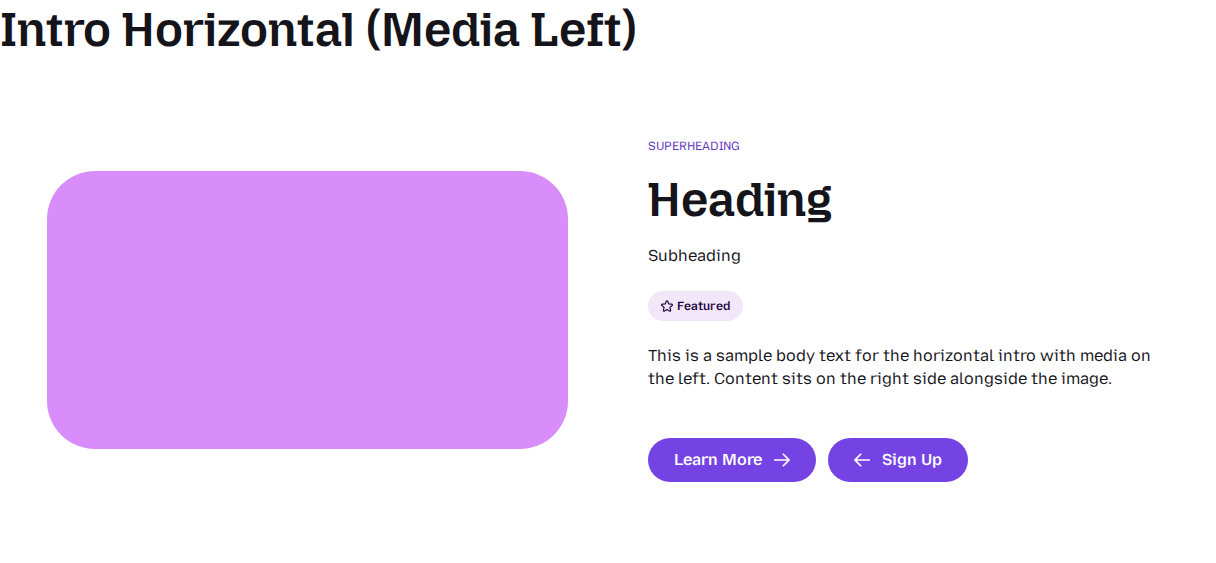 Intro Horizontal (Media Left)
SUPERHEADING
Heading
Subheading
Featured
This is a sample body text for the horizontal intro with media on
the left. Content sits on the right side alongside the image.
Learn More
Sign Up